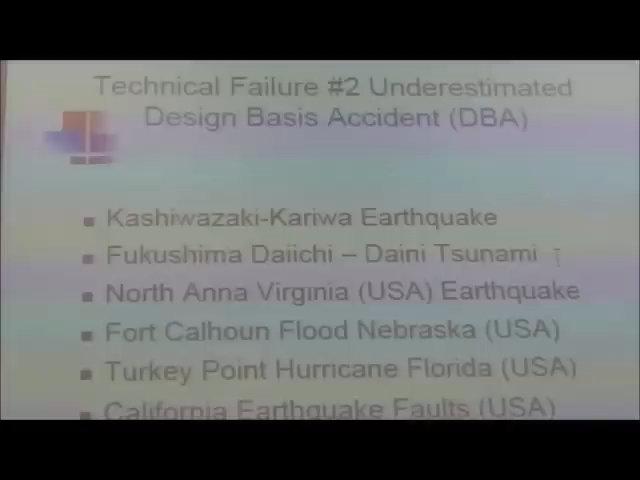 Technical Failure #2 Underestimated
Design Basis Accident (DBA)
Kashiwazaki-Kariwa Earthquake
Fukushima Daiichi – Daini Tsunami
North Anna Virginia (USA) Earthquake
Fort Calhoun Flood Nebraska (USA)
Turkey Point Hurricane Florida (USA)
California Earthquake Faults (USA)